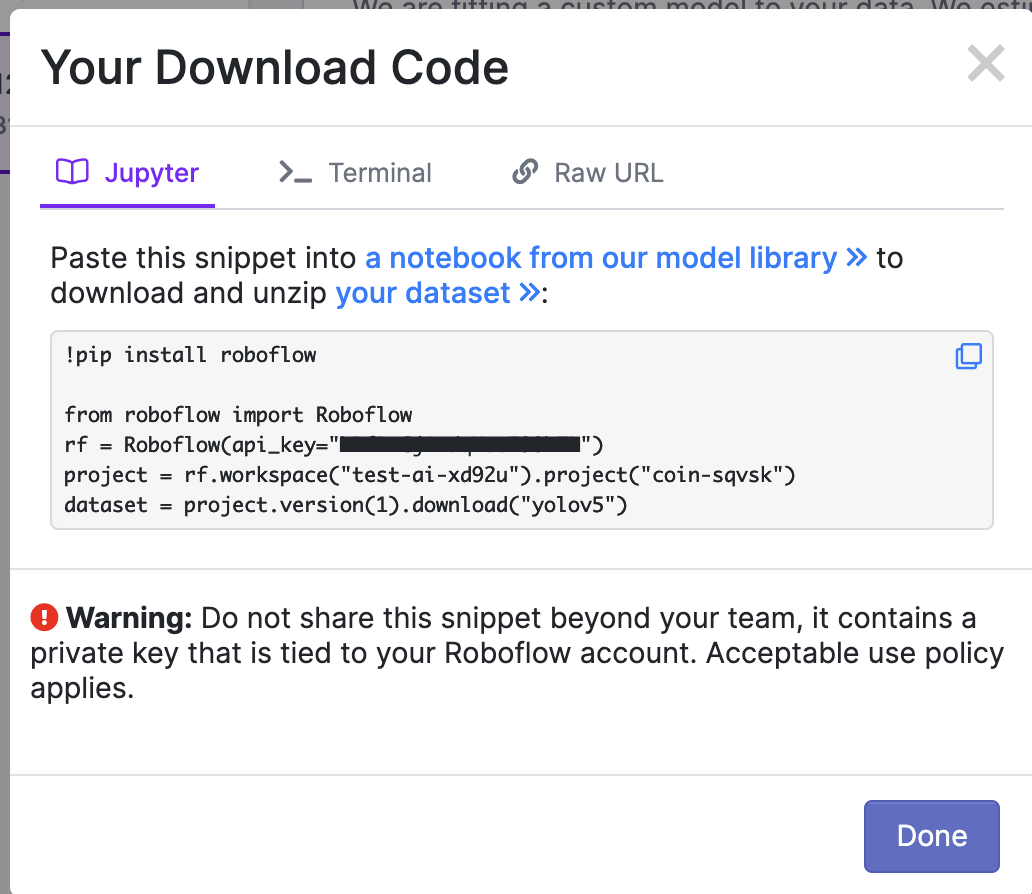 We are fitting a custom model to your data. We esti
Your Download Code
Jupyter
Terminal
Raw URL
Paste this snippet into a notebook from our model library » to
download and unzip your dataset »:
!pip install roboflow
from roboflow import Roboflow
rf = Roboflow(api_key="")
project = rf.workspace("test-ai-xd92u").project("coin-sqvsk")
dataset = project.version(1).download("yolov5")
Warning: Do not share this snippet beyond your team, it contains a
private key that is tied to your Roboflow account. Acceptable use policy
applies.
Done